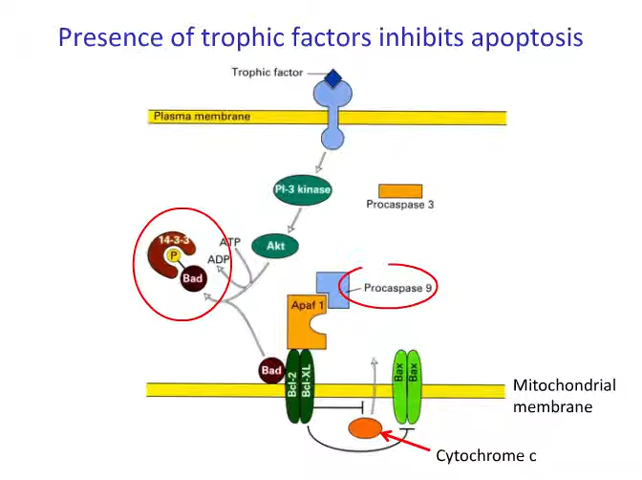 Presence of trophic factors inhibits apoptosis
Trophic factor
Plasma membrane
PI-3 kinase
Procaspase 3
14-3-3
P
Bad
ATP
ADP
Akt
Procaspase 9
Apaf 1
Bad
Bcl-2
Bcl-XL
Bax
Bax
Mitochondrial
membrane
Cytochrome c